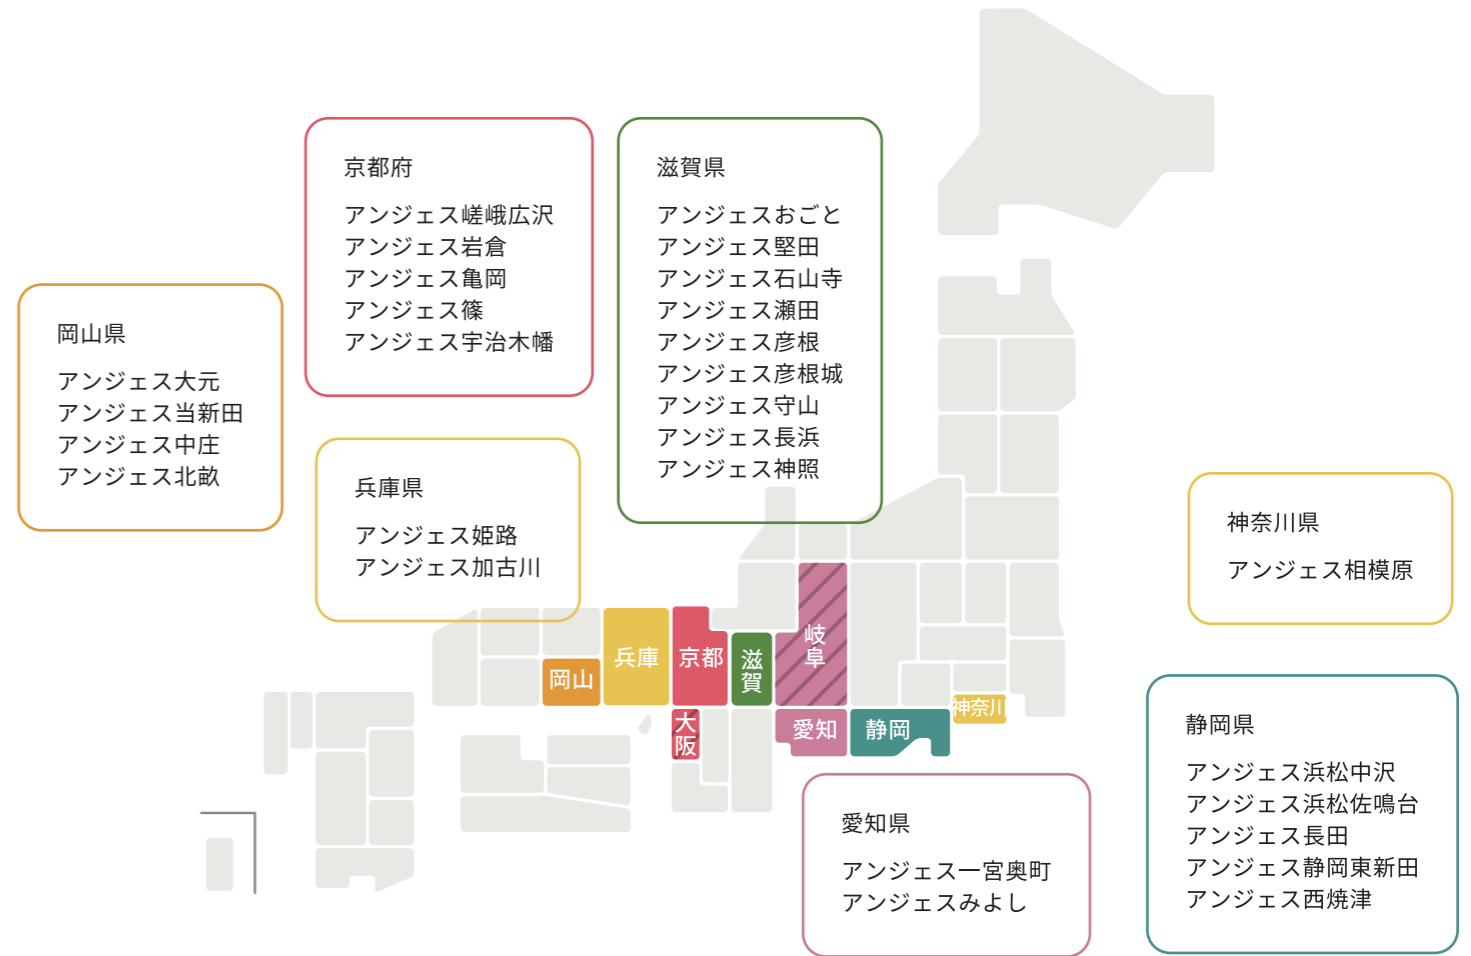 京都府
アンジェス嵯峨広沢
アンジェス岩倉
アンジェス亀岡
アンジェス篠
アンジェス宇治木幡
滋賀県
アンジェスおごと
アンジェス堅田
アンジェス石山寺
アンジェス瀬田
アンジェス彦根
アンジェス彦根城
アンジェス守山
アンジェス長浜
アンジェス神照
岡山県
アンジェス大元
アンジェス当新田
アンジェス中庄
アンジェス北畝
兵庫県
アンジェス姫路
アンジェス加古川
神奈川県
アンジェス相模原
岡山
兵庫
京都
滋賀
岐阜
大阪
愛知
静岡
神奈川
愛知県
アンジェス一宮奥町
アンジェスみよし
静岡県
アンジェス浜松中沢
アンジェス浜松佐鳴台
アンジェス長田
アンジェス静岡東新田
アンジェス西焼津